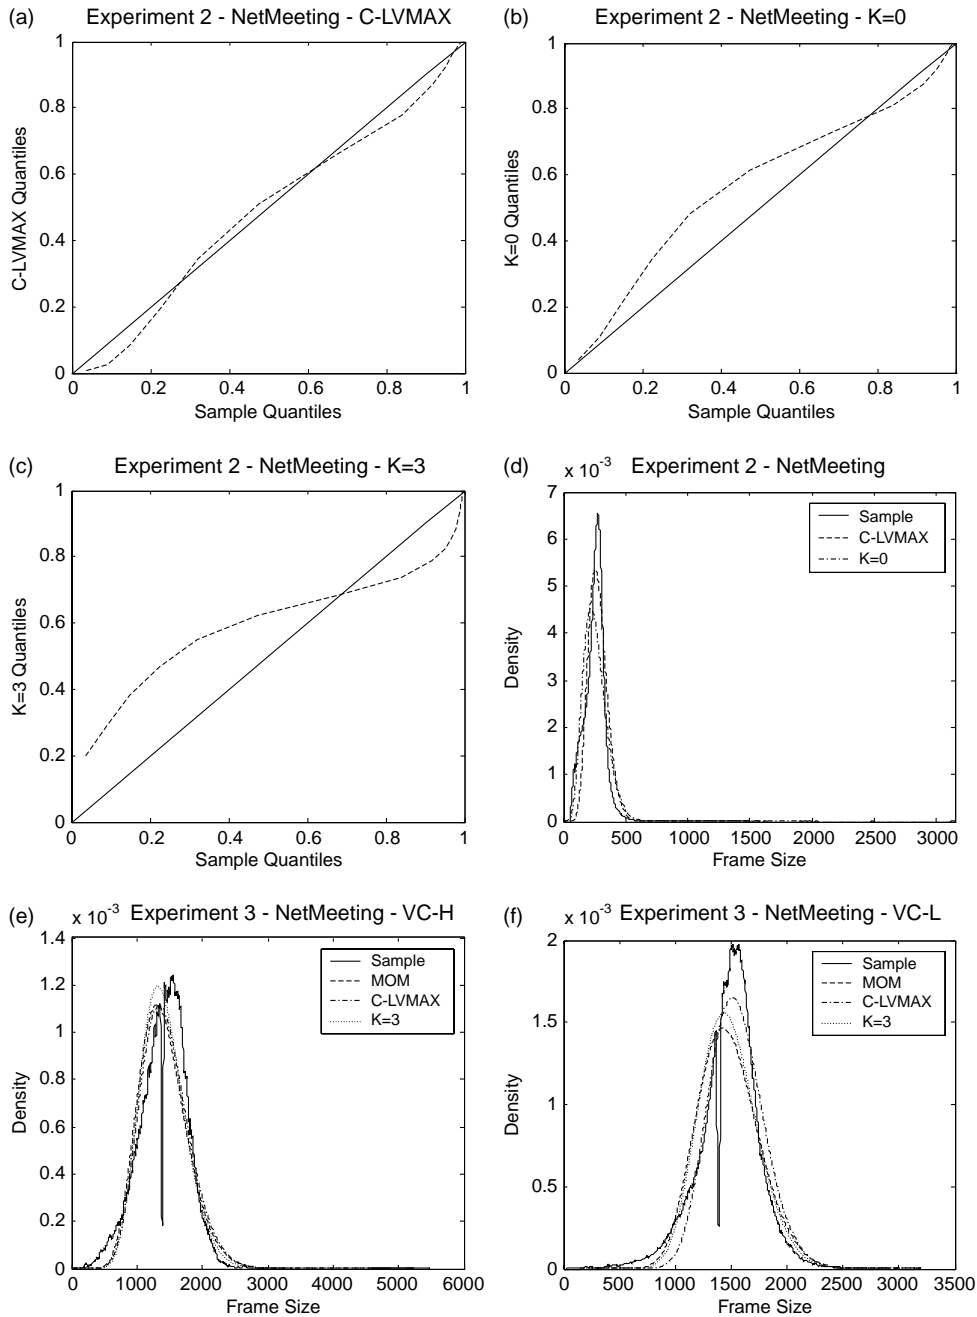 (a) Experiment 2 - NetMeeting - C-LVMAX
1
0.8
0.6
0.4
0.2
0
C-LVMAX Quantiles
0 0.2 0.4 0.6 0.8 1
Sample Quantiles
(b) Experiment 2 - NetMeeting - K=0
1
0.8
0.6
0.4
0.2
0
K=0 Quantiles
0 0.2 0.4 0.6 0.8 1
Sample Quantiles
(c) Experiment 2 - NetMeeting - K=3
1
0.8
0.6
0.4
0.2
0
K=3 Quantiles
0 0.2 0.4 0.6 0.8 1
Sample Quantiles
(d) x 10⁻³ Experiment 2 - NetMeeting
7
6
5
4
3
2
1
0
Density
Sample
C-LVMAX
K=0
0 500 1000 1500 2000 2500 3000
Frame Size
(e) x 10⁻³ Experiment 3 - NetMeeting - VC-H
1.4
1.2
1
0.8
0.6
0.4
0.2
0
Density
Sample
MOM
C-LVMAX
K=3
0 1000 2000 3000 4000 5000 6000
Frame Size
(f) x 10⁻³ Experiment 3 - NetMeeting - VC-L
2
1.5
1
0.5
0
Density
Sample
MOM
C-LVMAX
K=3
0 500 1000 1500 2000 2500 3000 3500
Frame Size